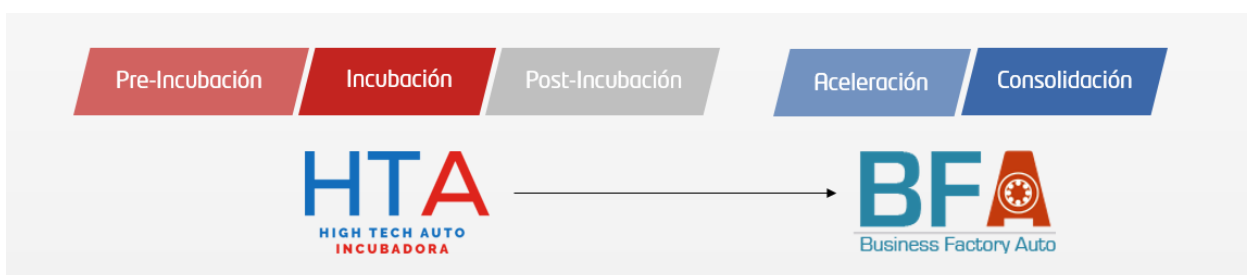 Pre-Incubación
Incubación
Post-Incubación
Aceleración
Consolidación
HTA
HIGH TECH AUTO
INCUBADORA
BFA
Business Factory Auto